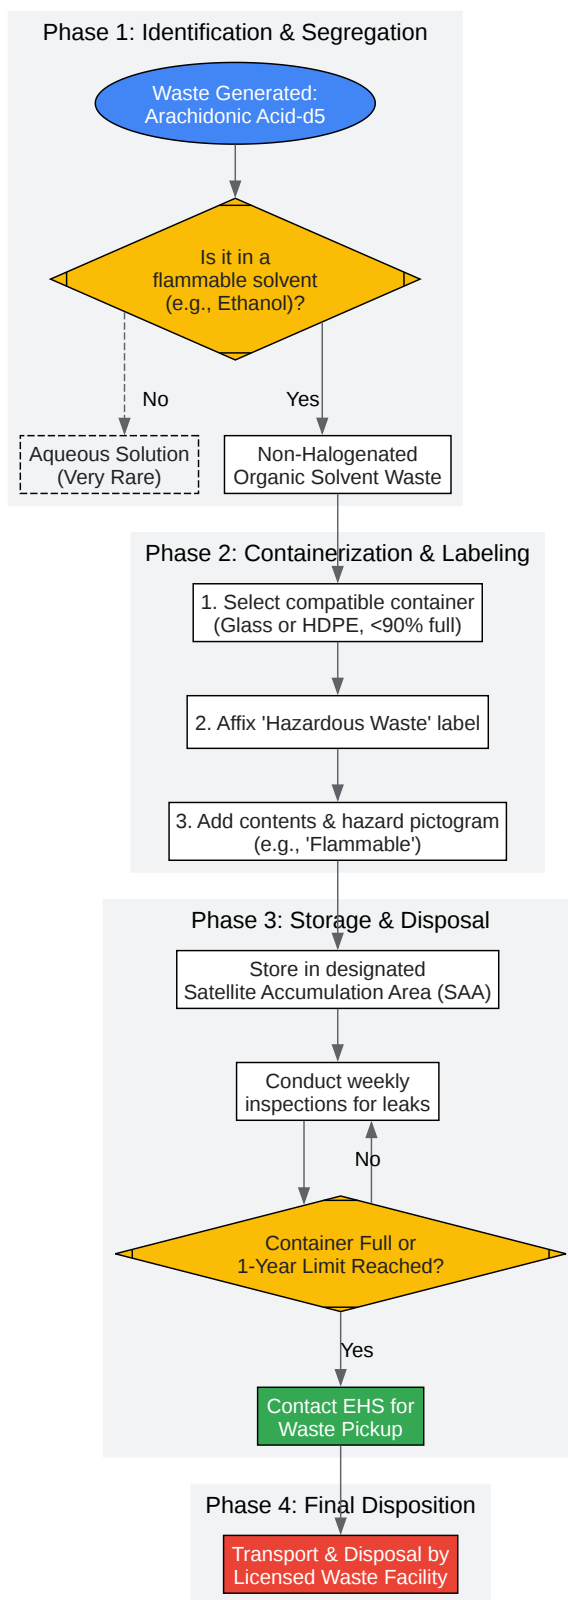 Phase 1: Identification & Segregation
Waste Generated:
Arachidonic Acid-d5
Is it in a
flammable solvent
(e.g., Ethanol)?
No
Yes
Aqueous Solution
(Very Rare)
Non-Halogenated
Organic Solvent Waste
Phase 2: Containerization & Labeling
1. Select compatible container
(Glass or HDPE, <90% full)
2. Affix 'Hazardous Waste' label
3. Add contents & hazard pictogram
(e.g., 'Flammable')
Phase 3: Storage & Disposal
Store in designated
Satellite Accumulation Area (SAA)
Conduct weekly
inspections for leaks
No
Container Full or
1-Year Limit Reached?
Yes
Contact EHS for
Waste Pickup
Phase 4: Final Disposition
Transport & Disposal by
Licensed Waste Facility